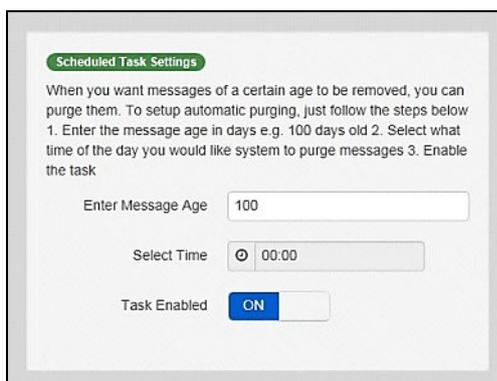 Scheduled Task Settings
When you want messages of a certain age to be removed, you can
purge them. To setup automatic purging, just follow the steps below
1. Enter the message age in days e.g. 100 days old 2. Select what
time of the day you would like system to purge messages 3. Enable
the task
Enter Message Age 100
Select Time 00:00
Task Enabled ON